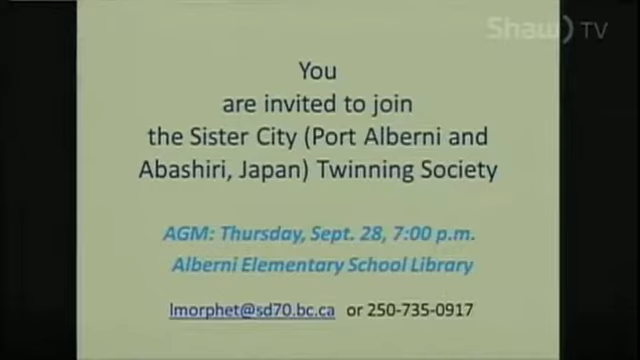 Shaw) TV
You
are invited to join
the Sister City (Port Alberni and
Abashiri, Japan) Twinning Society
AGM: Thursday, Sept. 28, 7:00 p.m.
Alberni Elementary School Library
lmorphet@sd70.bc.ca or 250-735-0917